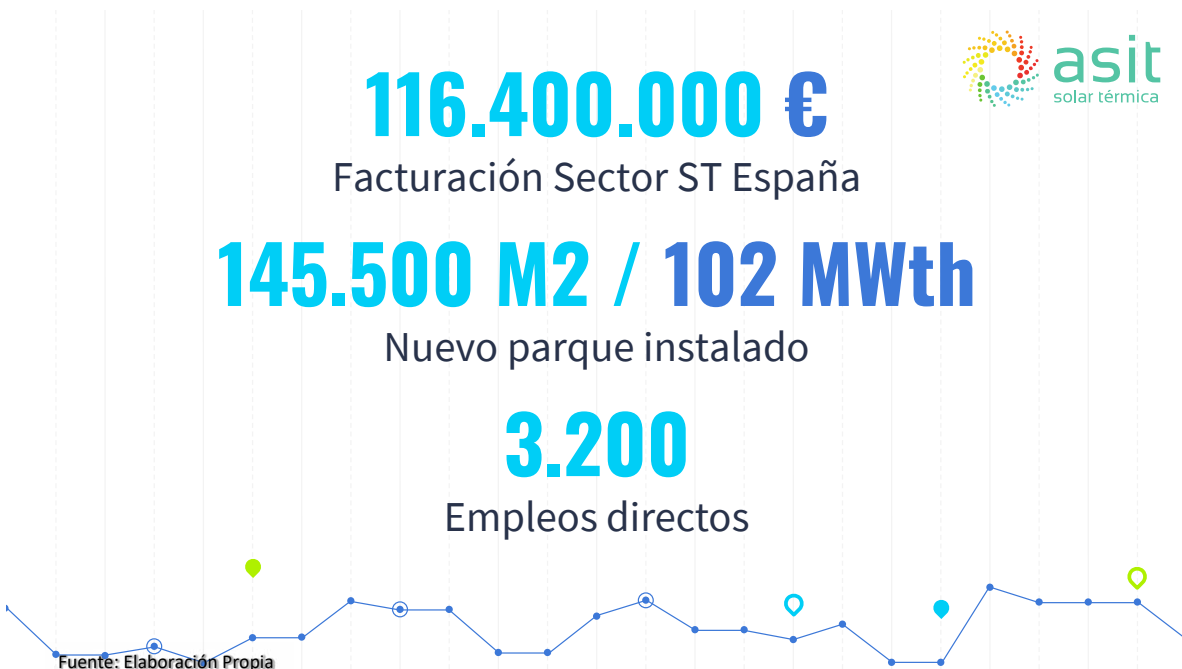 asit
solar térmica
116.400.000 €
Facturación Sector ST España
145.500 M2 / 102 MWth
Nuevo parque instalado
3.200
Empleos directos
Fuente: Elaboración Propia